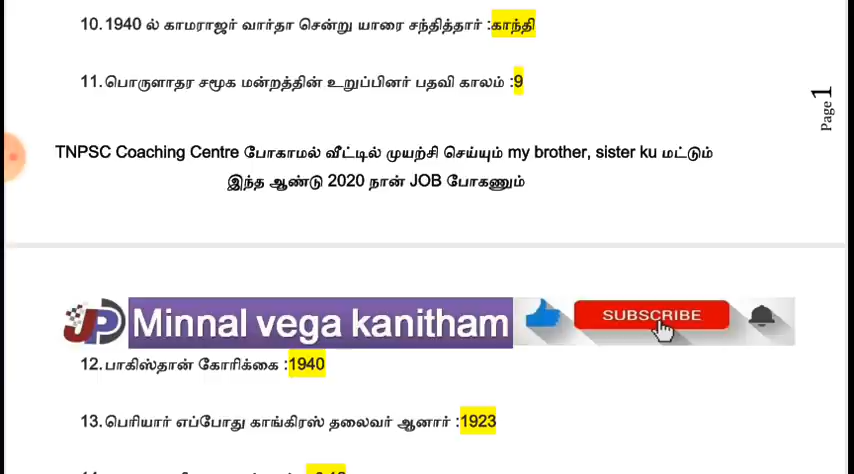 10.1940 ல் காமராஜர் வார்தா சென்று யாரை சந்தித்தார் :காந்தி
11.பொருளாதர சமூக மன்றத்தின் உறுப்பினர் பதவி காலம் :9
Page 1
TNPSC Coaching Centre போகாமல் வீட்டில் முயற்சி செய்யும் my brother, sister ku மட்டும்
இந்த ஆண்டு 2020 நான் JOB போகணும்
JP Minnal vega kanitham SUBSCRIBE
12.பாகிஸ்தான் கோரிக்கை :1940
13.பெரியார் எப்போது காங்கிரஸ் தலைவர் ஆனார் :1923